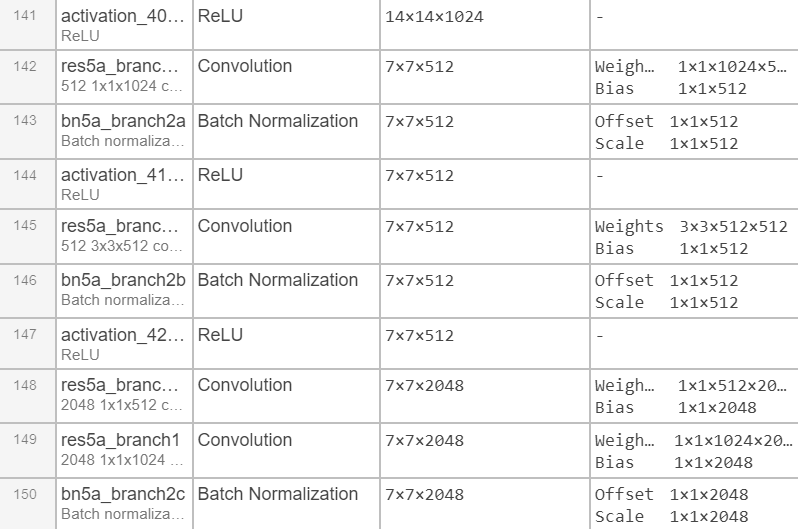 141 activation_40... ReLU 14×14×1024 -
ReLU
142 res5a_branc... Convolution 7×7×512 Weigh... 1×1×1024×5...
512 1x1x1024 c... Bias 1×1×512
143 bn5a_branch2a Batch Normalization 7×7×512 Offset 1×1×512
Batch normaliza... Scale 1×1×512
144 activation_41... ReLU 7×7×512 -
ReLU
145 res5a_branc... Convolution 7×7×512 Weights 3×3×512×512
512 3x3x512 co... Bias 1×1×512
146 bn5a_branch2b Batch Normalization 7×7×512 Offset 1×1×512
Batch normaliza... Scale 1×1×512
147 activation_42... ReLU 7×7×512 -
ReLU
148 res5a_branc... Convolution 7×7×2048 Weigh... 1×1×512×20...
2048 1x1x512 c... Bias 1×1×2048
149 res5a_branch1 Convolution 7×7×2048 Weigh... 1×1×1024×20...
2048 1x1x1024 ... Bias 1×1×2048
150 bn5a_branch2c Batch Normalization 7×7×2048 Offset 1×1×2048
Batch normaliza... Scale 1×1×2048